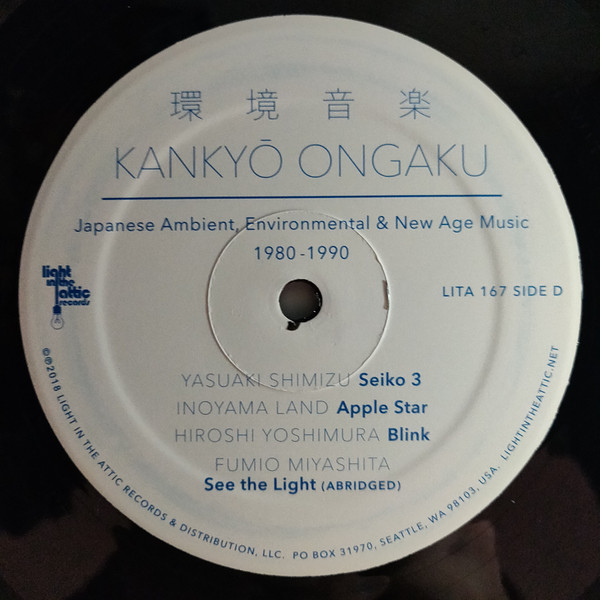 環境音楽
KANKYŌ ONGAKU
Japanese Ambient, Environmental & New Age Music
1980-1990
light
in the
attic
records
LITA 167 SIDE D
YASUAKI SHIMIZU Seiko 3
INOYAMA LAND Apple Star
HIROSHI YOSHIMURA Blink
FUMIO MIYASHITA
See the Light (ABRIDGED)
©℗2018 LIGHT IN THE ATTIC RECORDS & DISTRIBUTION, LLC. PO BOX 31970, SEATTLE, WA 98103, USA. LIGHTINTHEATTIC.NET